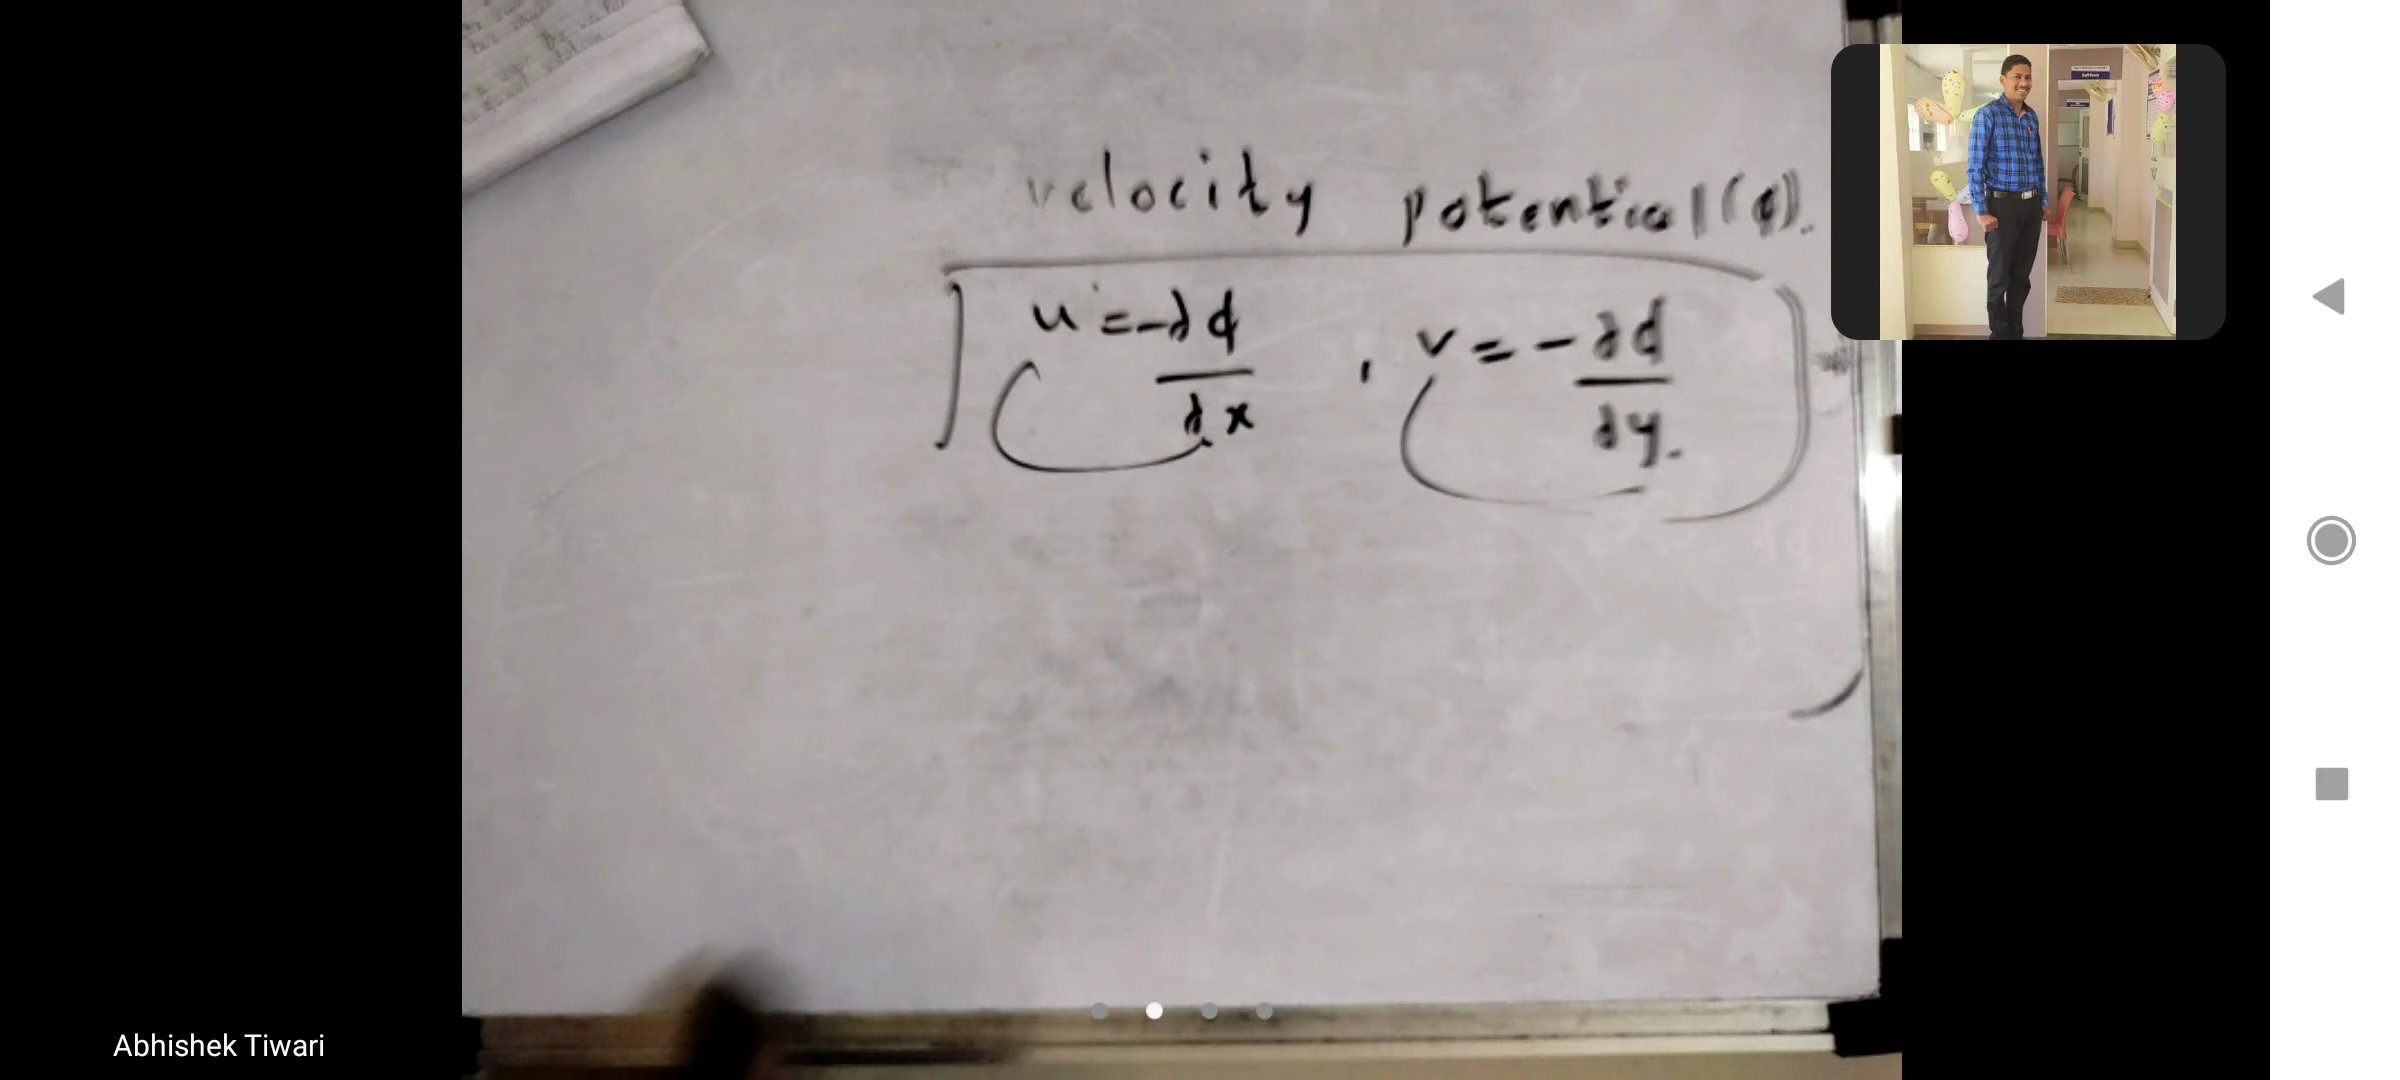 velocity potential (φ).
u = -∂φ/∂x , v = -∂φ/∂y.
Abhishek Tiwari